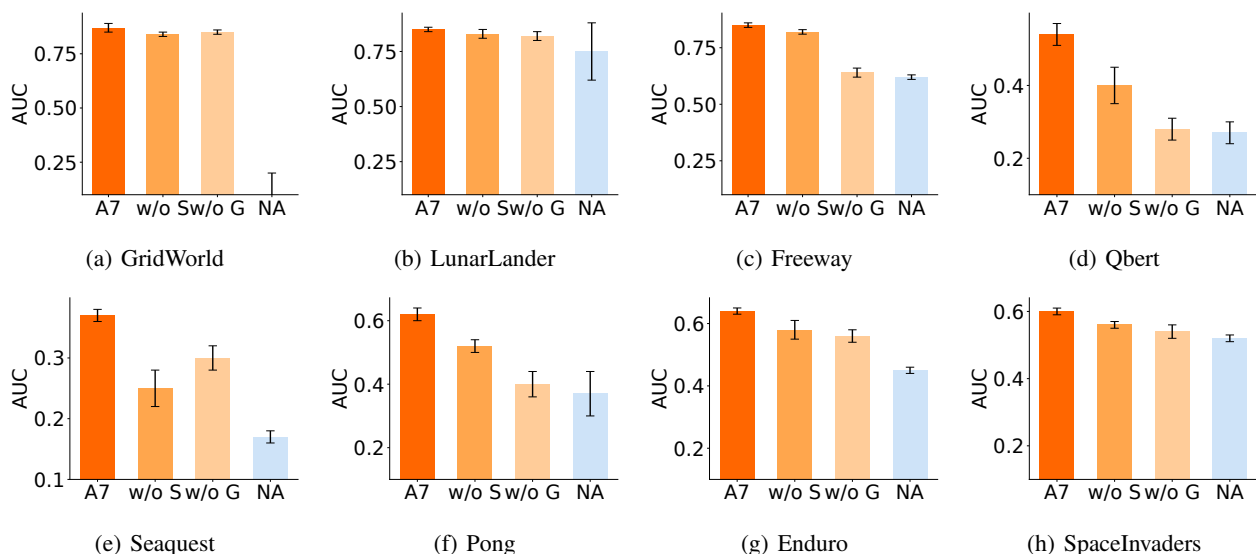 AUC
0.75
0.50
0.25
A7 w/o S w/o G NA
(a) GridWorld
AUC
0.75
0.50
0.25
A7 w/o S w/o G NA
(b) LunarLander
AUC
0.75
0.50
0.25
A7 w/o S w/o G NA
(c) Freeway
AUC
0.4
0.2
A7 w/o S w/o G NA
(d) Qbert
AUC
0.3
0.2
0.1
A7 w/o S w/o G NA
(e) Seaquest
AUC
0.6
0.4
0.2
A7 w/o S w/o G NA
(f) Pong
AUC
0.6
0.4
0.2
A7 w/o S w/o G NA
(g) Enduro
AUC
0.6
0.4
0.2
A7 w/o S w/o G NA
(h) SpaceInvaders